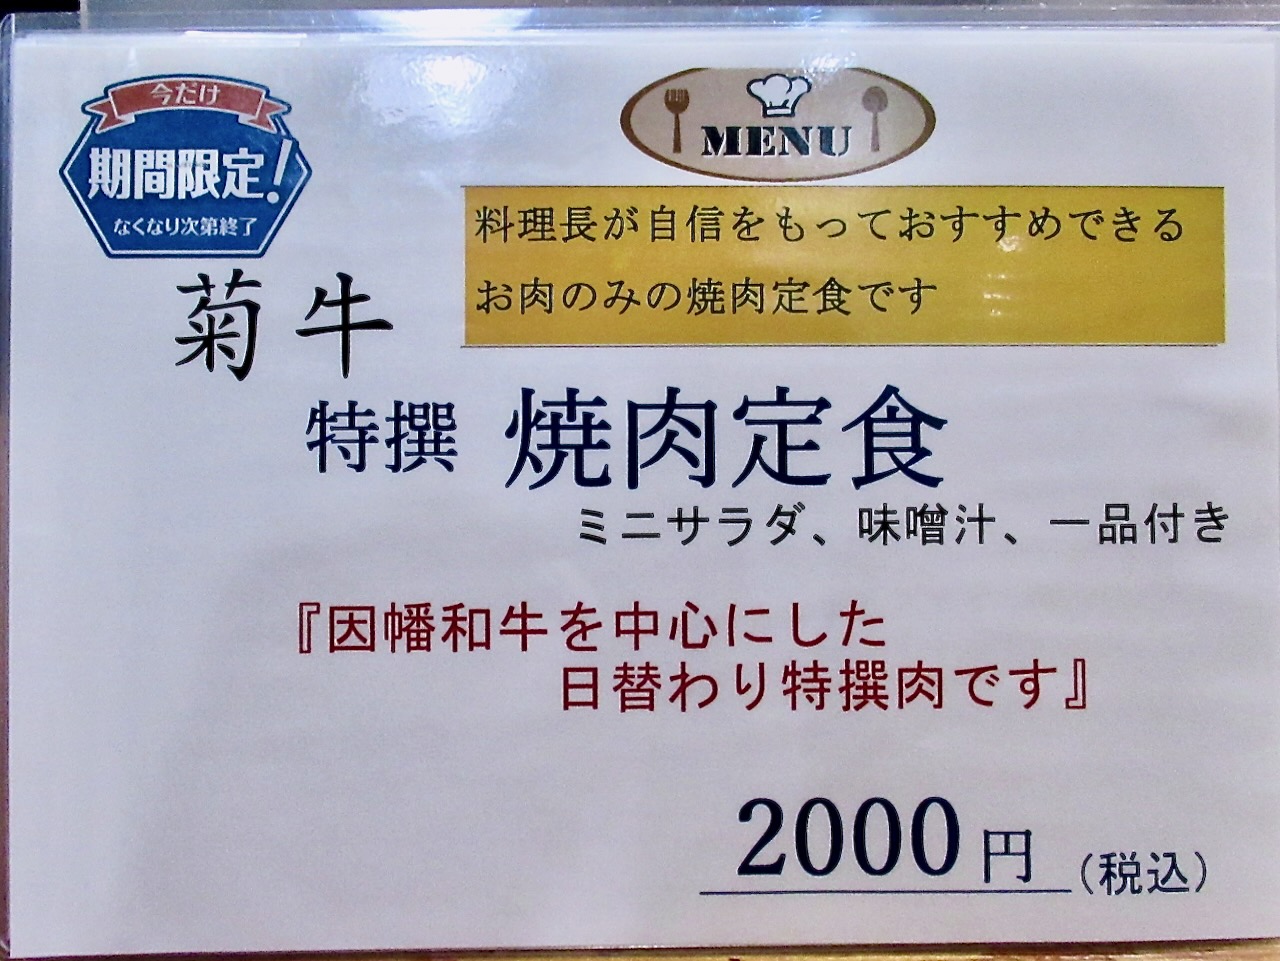 今だけ
期間限定!
なくなり次第終了
MENU
料理長が自信をもっておすすめできる
お肉のみの焼肉定食です
菊牛
特撰 焼肉定食
ミニサラダ、味噌汁、一品付き
『因幡和牛を中心にした
日替わり特撰肉です』
2000円(税込)